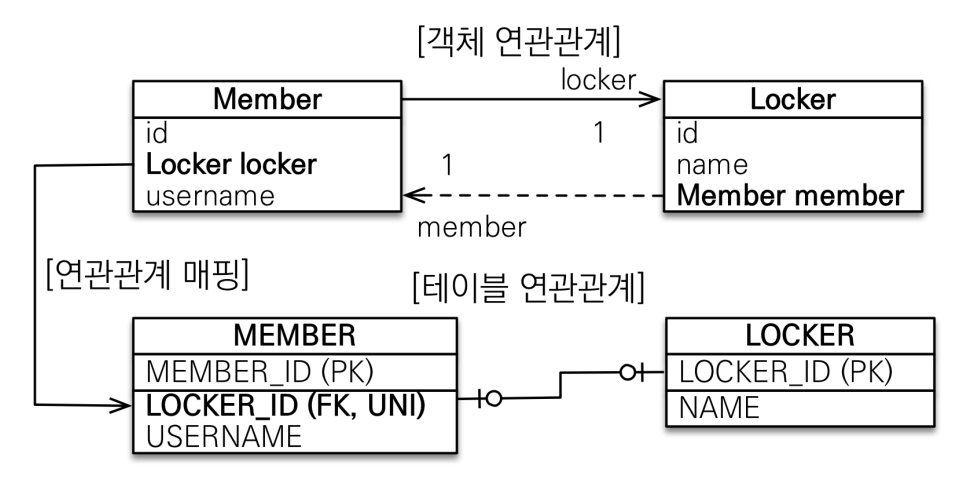 [객체 연관관계]
locker
Member
id
Locker locker
username
Locker
id
name
Member member
1
1
member
[연관관계 매핑]
[테이블 연관관계]
MEMBER
MEMBER_ID (PK)
LOCKER_ID (FK, UNI)
USERNAME
LOCKER
LOCKER_ID (PK)
NAME